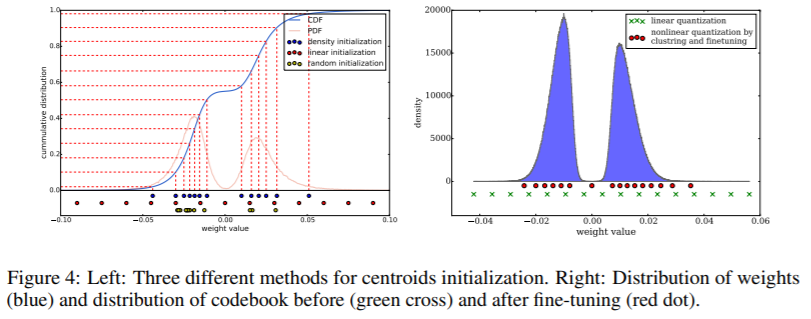 1.0
0.8
0.6
0.4
0.2
0.0
cummulative distribution
CDF
PDF
density initialization
linear initialization
random initialization
−0.10
−0.05
0.00
0.05
0.10
weight value
20000
15000
10000
5000
0
density
linear quantization
nonlinear quantization by
clustring and finetuning
−0.04
−0.02
0.00
0.02
0.04
0.06
weight value
Figure 4: Left: Three different methods for centroids initialization. Right: Distribution of weights
(blue) and distribution of codebook before (green cross) and after fine-tuning (red dot).